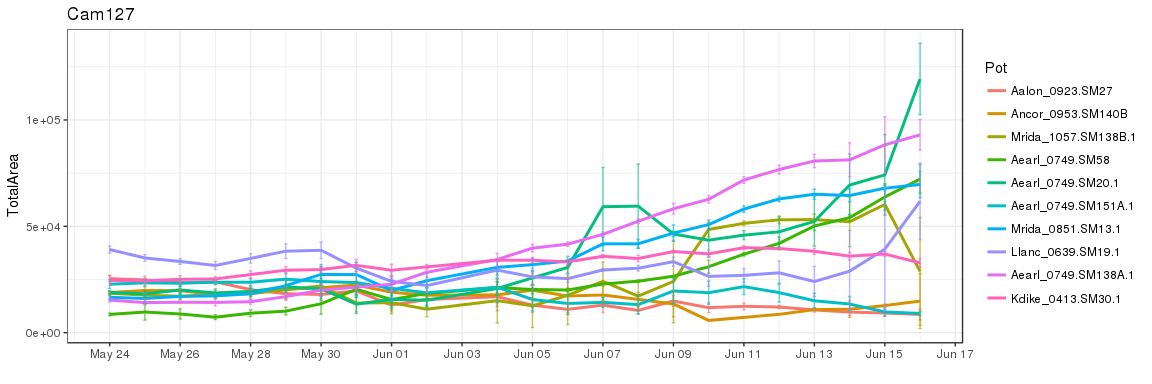 Cam127
TotalArea
1e+05
5e+04
0e+00
May 24
May 26
May 28
May 30
Jun 01
Jun 03
Jun 05
Jun 07
Jun 09
Jun 11
Jun 13
Jun 15
Jun 17
Pot
Aalon_0923.SM27
Ancor_0953.SM140B
Mrida_1057.SM138B.1
Aearl_0749.SM58
Aearl_0749.SM20.1
Aearl_0749.SM151A.1
Mrida_0851.SM13.1
Llanc_0639.SM19.1
Aearl_0749.SM138A.1
Kdike_0413.SM30.1